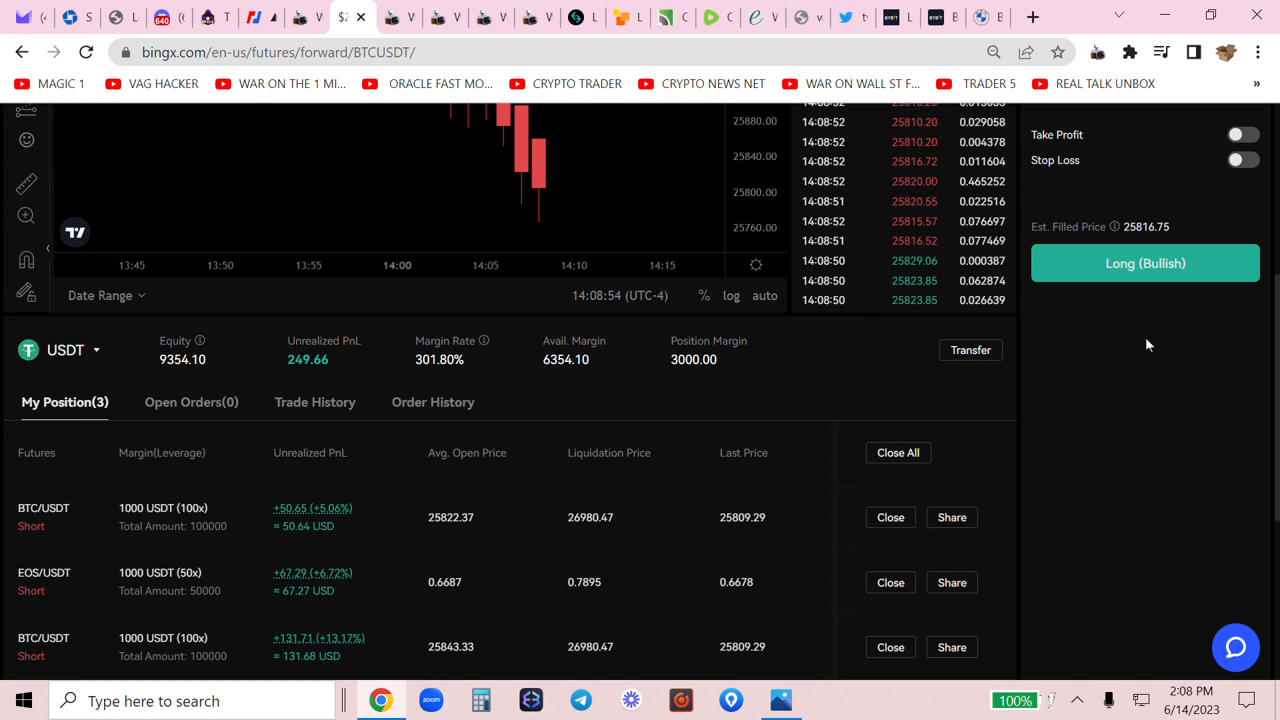 bingx.com/en-us/futures/forward/BTCUSDT/
MAGIC 1
VAG HACKER
WAR ON THE 1 MI...
ORACLE FAST MO...
CRYPTO TRADER
CRYPTO NEWS NET
WAR ON WALL ST F...
TRADER 5
REAL TALK UNBOX
»
25880.00
25840.00
25800.00
25760.00
13:45 13:50 13:55 14:00 14:05 14:10 14:15
Date Range
14:08:54 (UTC-4) % log auto
14:08:52 25810.20 0.029058
14:08:52 25810.20 0.004378
14:08:52 25816.72 0.011604
14:08:52 25820.00 0.465252
14:08:51 25820.55 0.022516
14:08:52 25815.57 0.076697
14:08:51 25816.52 0.077469
14:08:50 25829.06 0.000387
14:08:50 25823.85 0.062874
14:08:50 25823.85 0.026639
Take Profit
Stop Loss
Est. Filled Price 25816.75
Long (Bullish)
USDT
Equity Unrealized PnL Margin Rate Avail. Margin Position Margin
9354.10 249.66 301.80% 6354.10 3000.00
Transfer
My Position(3) Open Orders(0) Trade History Order History
Futures Margin(Leverage) Unrealized PnL Avg. Open Price Liquidation Price Last Price Close All
BTC/USDT 1000 USDT (100x) +50.65 (+5.06%)
25822.37 26980.47 25809.29 Close Share
Short Total Amount: 100000 ≈ 50.64 USD
EOS/USDT 1000 USDT (50x) +67.29 (+6.72%)
0.6687 0.7895 0.6678 Close Share
Short Total Amount: 50000 ≈ 67.27 USD
BTC/USDT 1000 USDT (100x) +131.71 (+13.17%)
25843.33 26980.47 25809.29 Close Share
Short Total Amount: 100000 ≈ 131.68 USD
Type here to search
zoom
100%
2:08 PM
6/14/2023